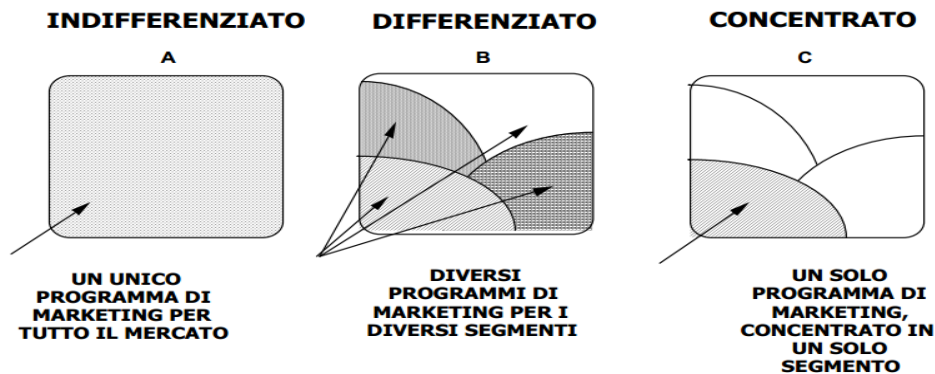 INDIFFERENZIATO
A
UN UNICO
PROGRAMMA DI
MARKETING PER
TUTTO IL MERCATO
DIFFERENZIATO
B
DIVERSI
PROGRAMMI DI
MARKETING PER I
DIVERSI SEGMENTI
CONCENTRATO
C
UN SOLO
PROGRAMMA DI
MARKETING,
CONCENTRATO IN
UN SOLO
SEGMENTO